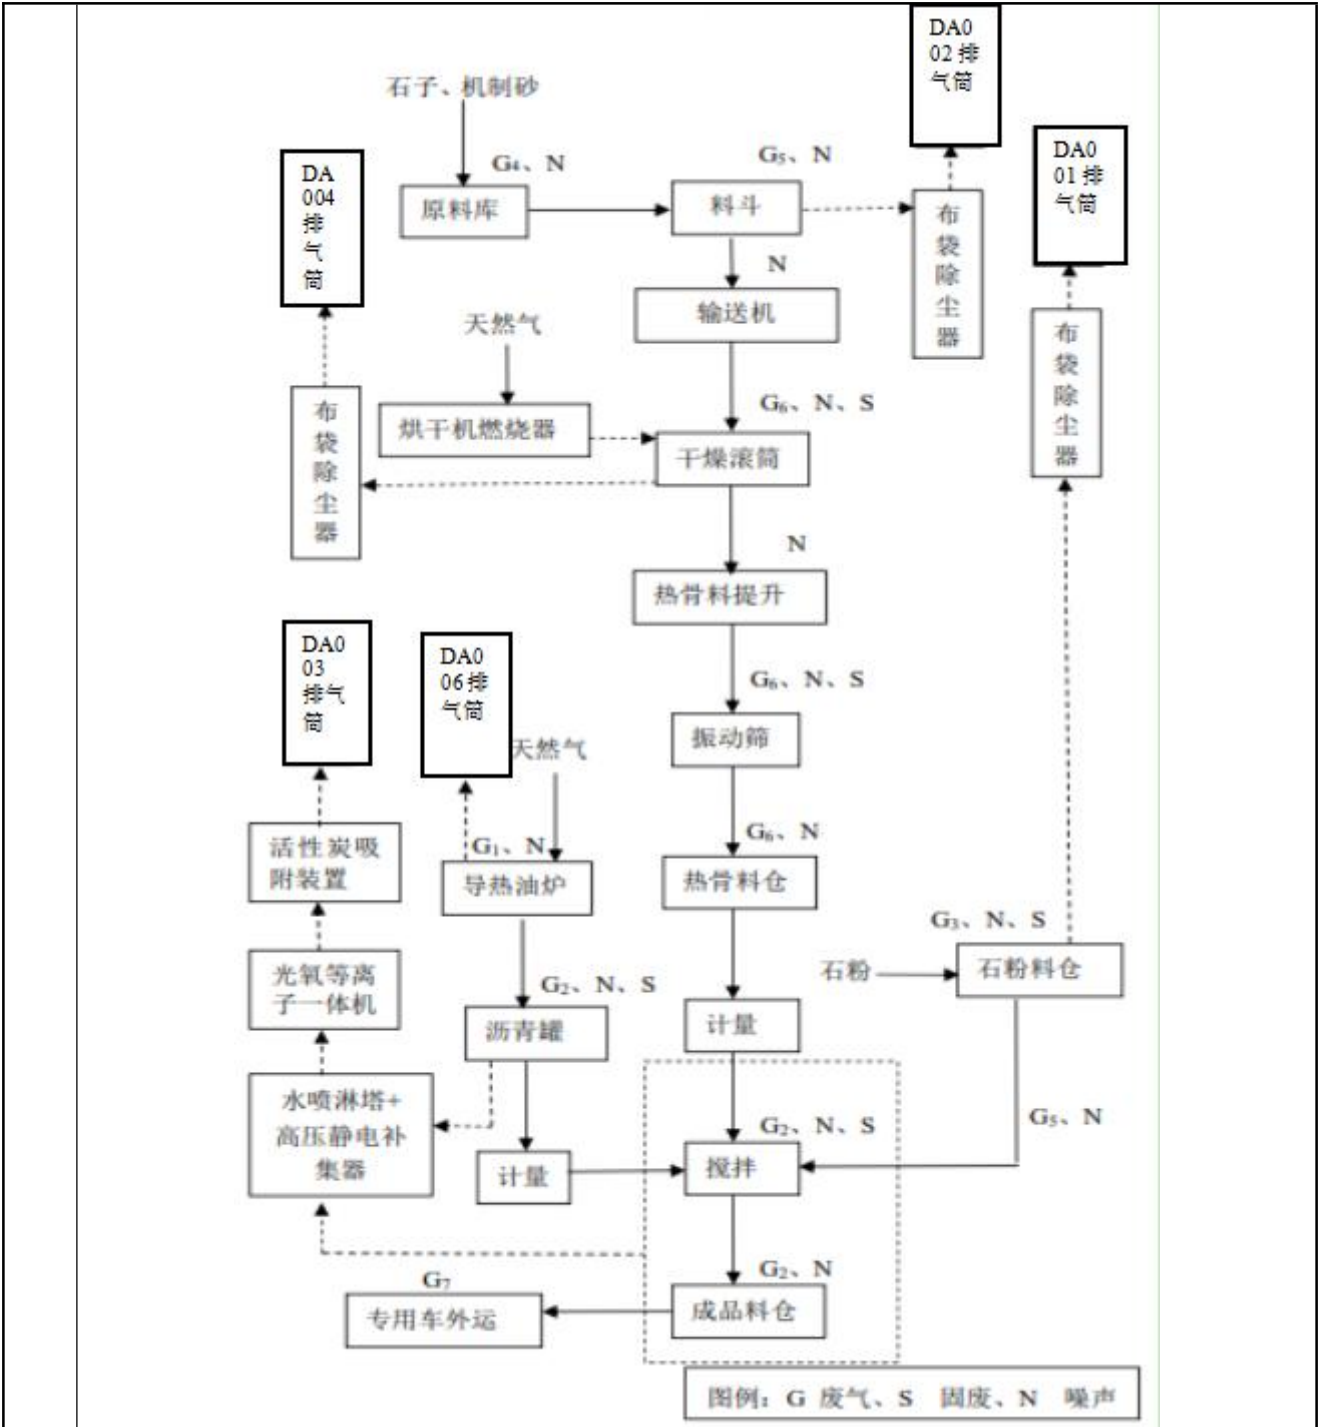 DA0
02排
气筒
石子、机制砂
DA0
01排
气筒
DA
004
排
气
筒
G₄、N
G₅、N
原料库
料斗
布
袋
除
尘
器
N
输送机
天然气
布
袋
除
尘
器
G₆、N、S
布
袋
除
尘
器
烘干机燃烧器
干燥滚筒
N
热骨料提升
DA0
03
排气
筒
DA0
06排
气筒
G₆、N、S
振动筛
天然气
G₆、N
G₁、N
活性炭吸
附装置
导热油炉
热骨料仓
G₃、N、S
石粉
石粉料仓
光氧等离
子一体机
G₂、N、S
沥青罐
计量
水喷淋塔+
高压静电补
集器
G₂、N、S
G₅、N
计量
搅拌
G₂、N
G₇
专用车外运
成品料仓
图例：G 废气、S 固废、N 噪声